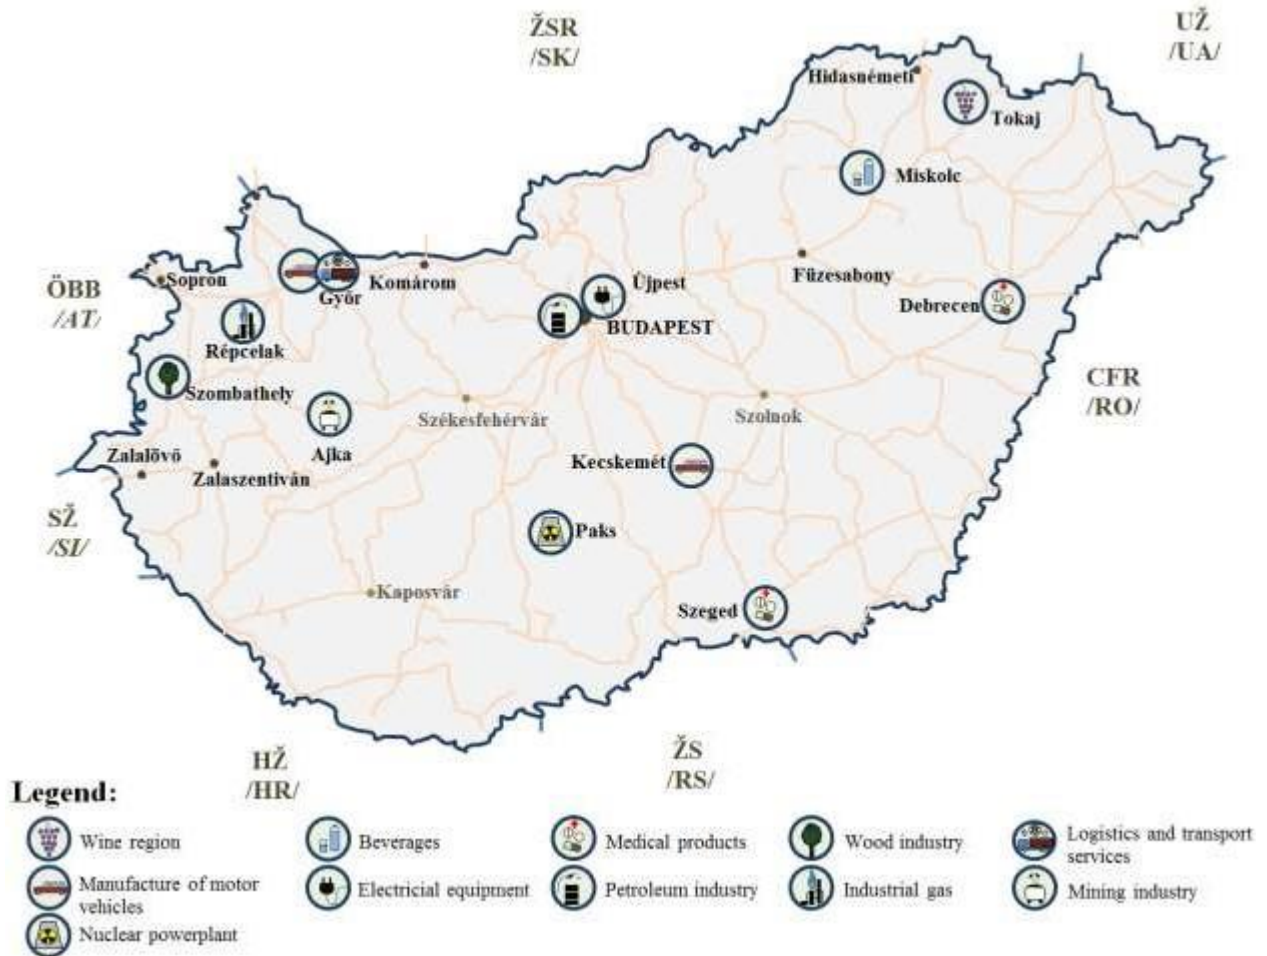 ŽSR
/SK/
UŽ
/UA/
Hidasnémeti
Tokaj
Miskolc
ÖBB
/AT/
Sopron
Győr
Komárom
Újpest
Füzesabony
Debrecen
BUDAPEST
Répcelak
Szombathely
CFR
/RO/
Székesfehérvár
Szolnok
Ajka
Zalalövő
Zalaszentiván
Kecskemét
SŽ
/SI/
Paks
Kaposvár
Szeged
HŽ
/HR/
ŽS
/RS/
Legend:
Wine region
Beverages
Medical products
Wood industry
Logistics and transport
services
Manufacture of motor
vehicles
Electricial equipment
Petroleum industry
Industrial gas
Mining industry
Nuclear powerplant